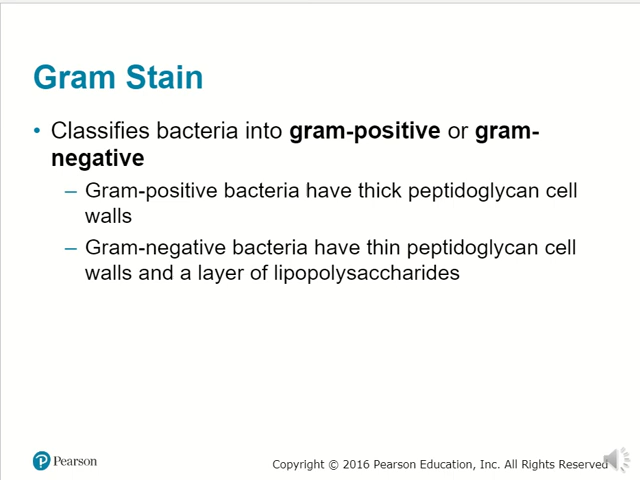 Gram Stain
• Classifies bacteria into gram-positive or gram-
negative
– Gram-positive bacteria have thick peptidoglycan cell
walls
– Gram-negative bacteria have thin peptidoglycan cell
walls and a layer of lipopolysaccharides
P Pearson
Copyright © 2016 Pearson Education, Inc. All Rights Reserved